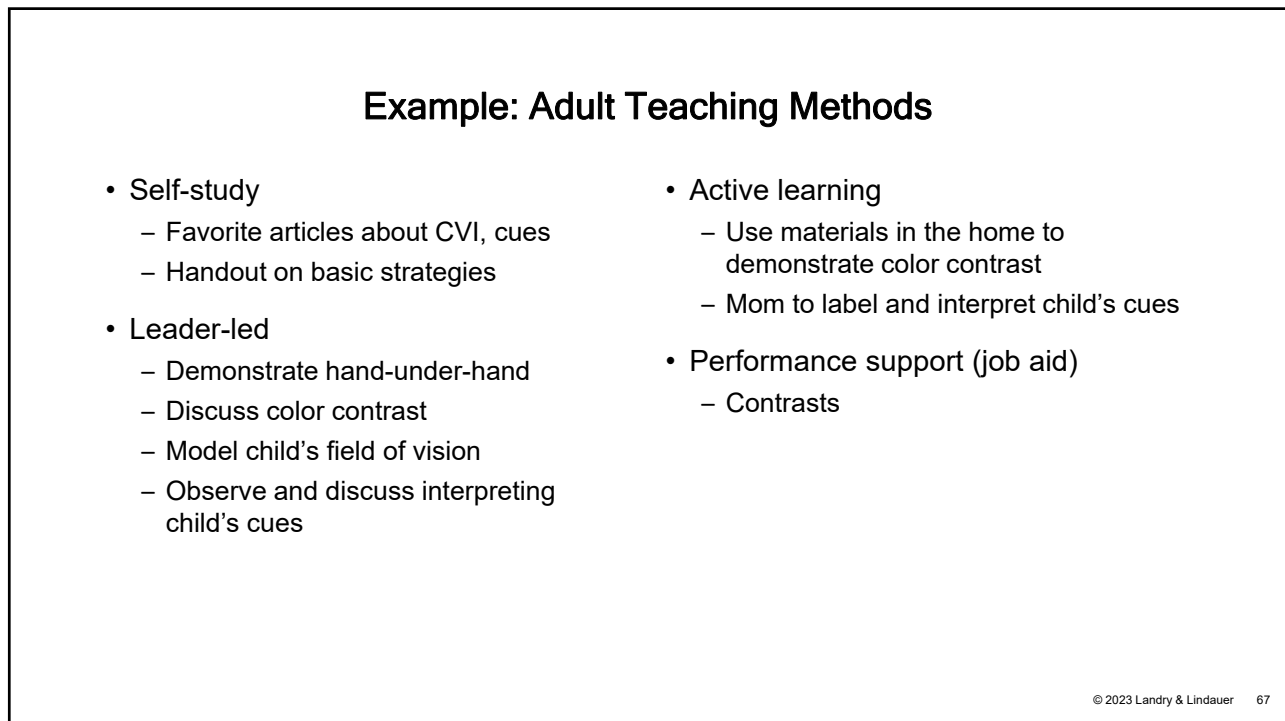 Example: Adult Teaching Methods
• Self-study
– Favorite articles about CVI, cues
– Handout on basic strategies
• Leader-led
– Demonstrate hand-under-hand
– Discuss color contrast
– Model child’s field of vision
– Observe and discuss interpreting
child’s cues
• Active learning
– Use materials in the home to
demonstrate color contrast
– Mom to label and interpret child’s cues
• Performance support (job aid)
– Contrasts
© 2023 Landry & Lindauer 67